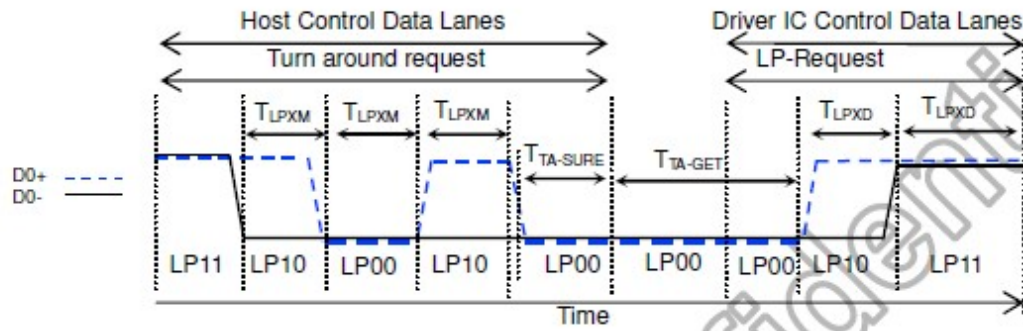 Host Control Data Lanes
Driver IC Control Data Lanes
Turn around request
LP-Request
TLPXM
TLPXM
TLPXM
TLPXD
TLPXD
TTA-SURE
TTA-GET
D0+
D0-
LP11
LP10
LP00
LP10
LP00
LP00
LP00
LP10
LP11
Time